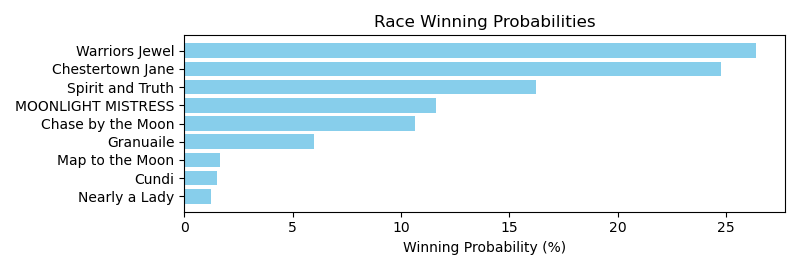 Race Winning Probabilities
Warriors Jewel
Chestertown Jane
Spirit and Truth
MOONLIGHT MISTRESS
Chase by the Moon
Granuaile
Map to the Moon
Cundi
Nearly a Lady
0 5 10 15 20 25
Winning Probability (%)